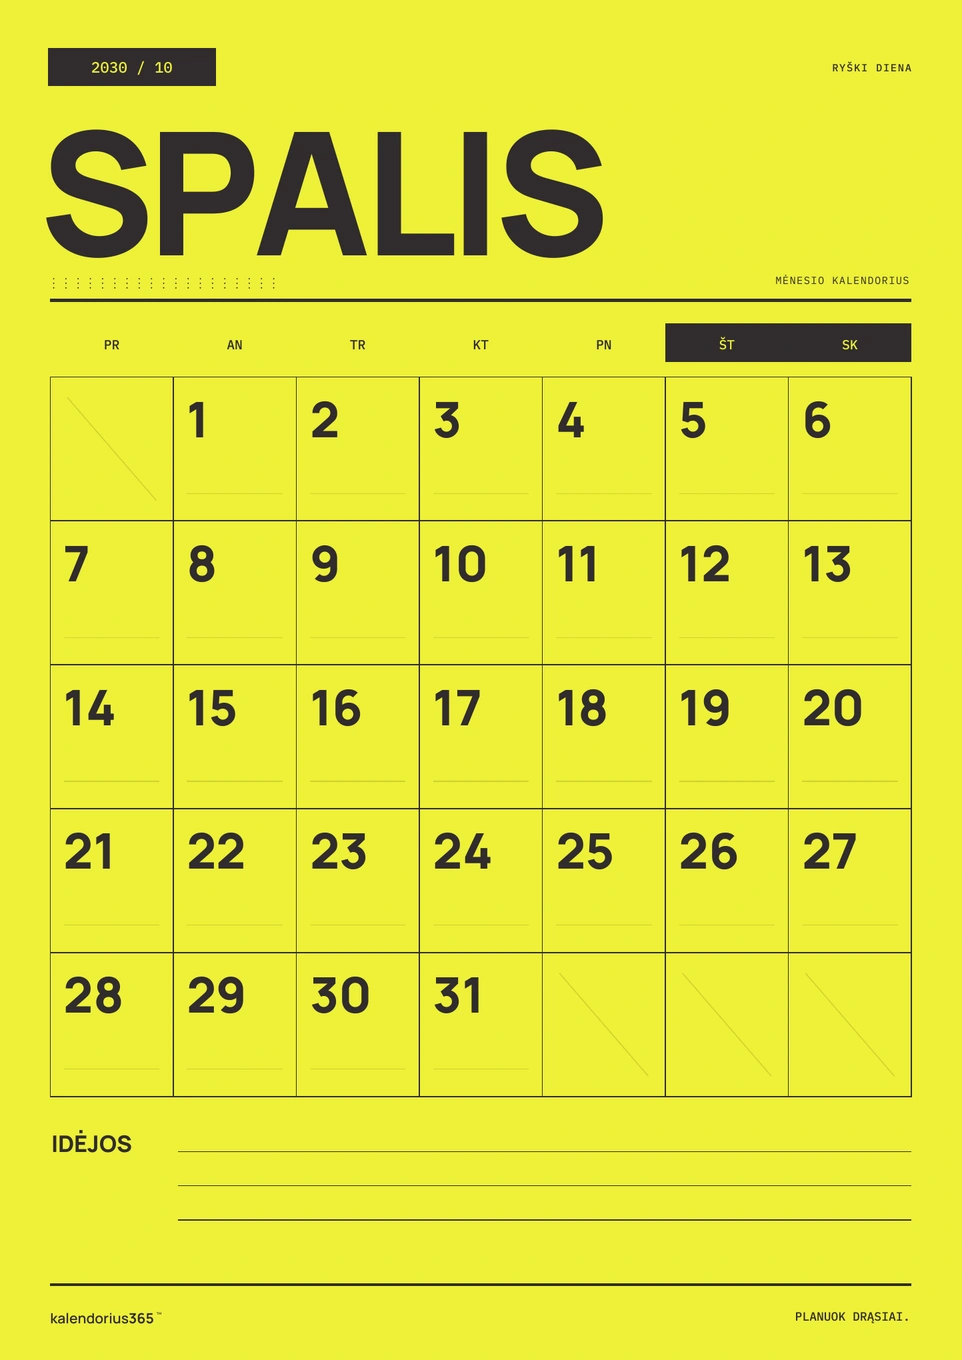 2030 / 10
RYŠKI DIENA
SPALIS
MĖNESIO KALENDORIUS
PR AN TR KT PN ŠT SK
1 2 3 4 5 6
7 8 9 10 11 12 13
14 15 16 17 18 19 20
21 22 23 24 25 26 27
28 29 30 31
IDĖJOS
kalendorius365™
PLANUOK DRĄSIAI.